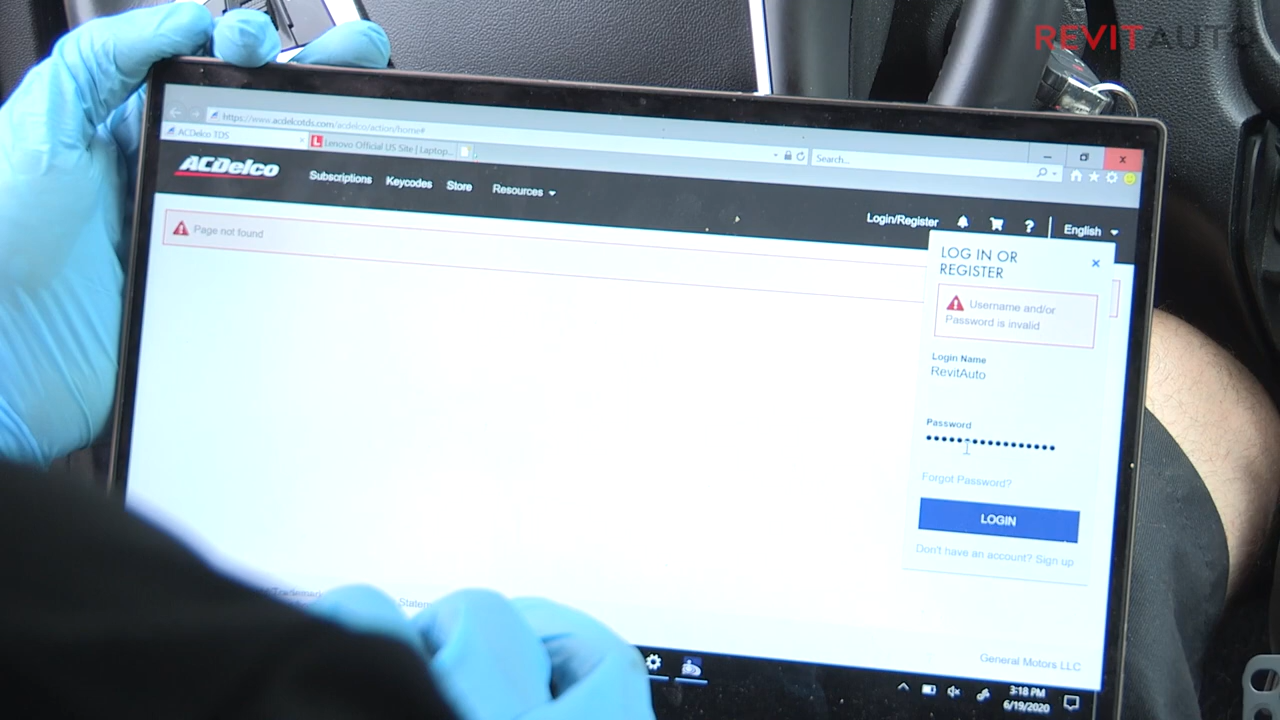 REVITAUTO
https://www.acdelcotds.com/acdelco/action/home#
Search...
ACDelco TDS
Lenovo Official US Site | Laptop...
ACDelco
Subscriptions
Keycodes
Store
Resources
Login/Register
?
English
Page not found
LOG IN OR
REGISTER
Username and/or
Password is invalid
Login Name
RevitAuto
Password
Forgot Password?
LOGIN
Don't have an account? Sign up
General Motors LLC
3:18 PM
6/19/2020